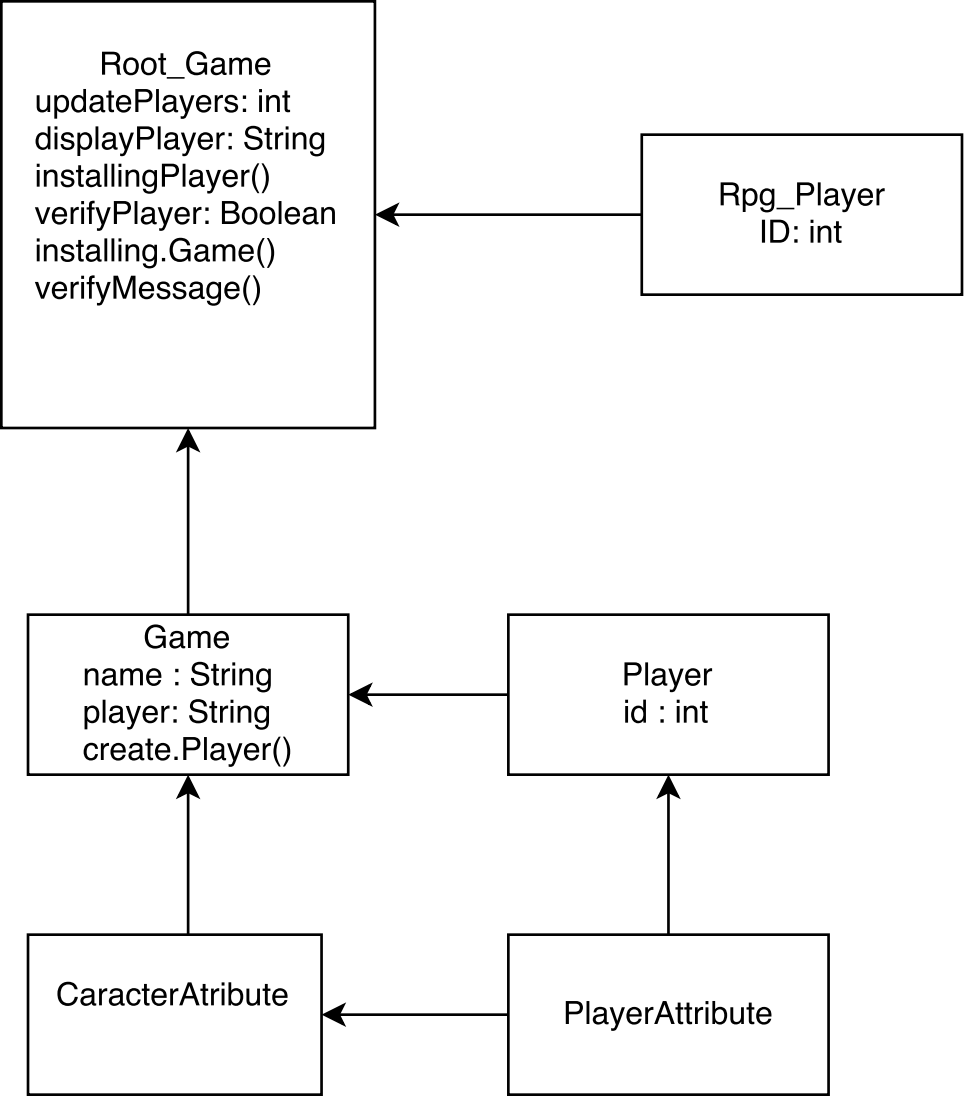 Root_Game
updatePlayers: int
displayPlayer: String
installingPlayer()
verifyPlayer: Boolean
installing.Game()
verifyMessage()
Rpg_Player
ID: int
Game
name : String
player: String
create.Player()
Player
id : int
CaracterAtribute
PlayerAttribute